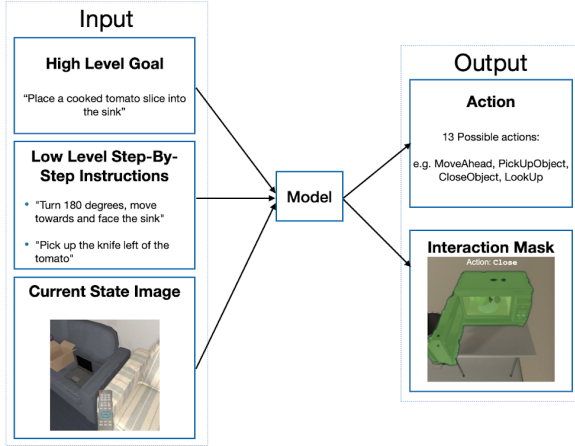 Input
High Level Goal
“Place a cooked tomato slice into
the sink”
Low Level Step-By-
Step Instructions
• "Turn 180 degrees, move
towards and face the sink"
• "Pick up the knife left of the
tomato"
Current State Image
Model
Output
Action
13 Possible actions:
e.g. MoveAhead, PickUpObject,
CloseObject, LookUp
Interaction Mask
Action: Close